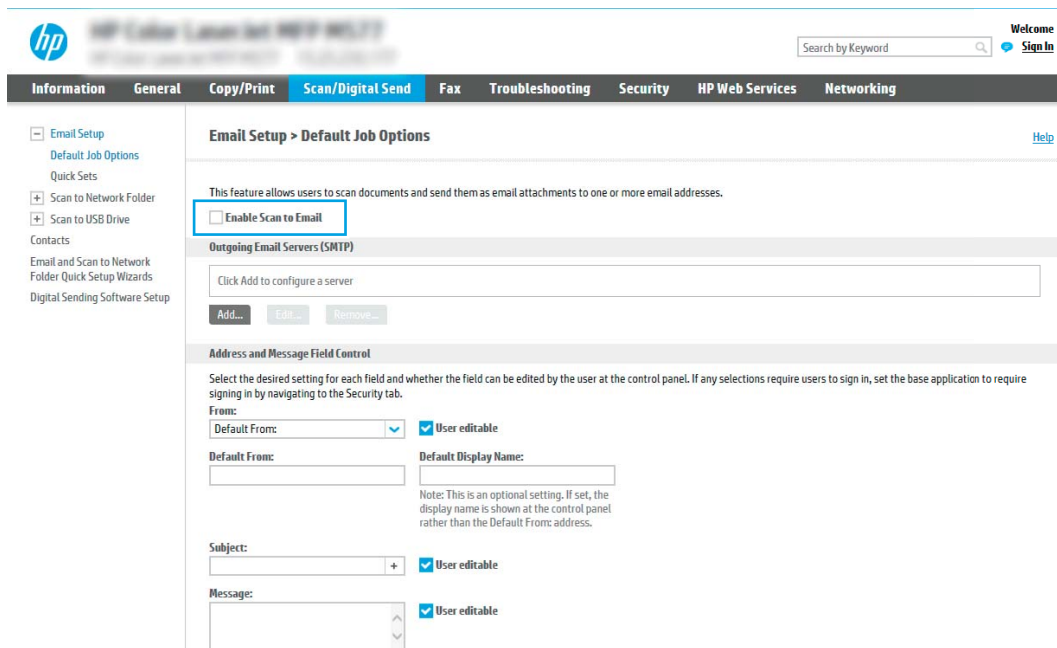 hp
Welcome
Search by Keyword
Sign In
Information General Copy/Print Scan/Digital Send Fax Troubleshooting Security HP Web Services Networking
Email Setup
Default Job Options
Quick Sets
Scan to Network Folder
Scan to USB Drive
Contacts
Email and Scan to Network
Folder Quick Setup Wizards
Digital Sending Software Setup
Email Setup > Default Job Options
Help
This feature allows users to scan documents and send them as email attachments to one or more email addresses.
Enable Scan to Email
Outgoing Email Servers (SMTP)
Click Add to configure a server
Add... Edit... Remove...
Address and Message Field Control
Select the desired setting for each field and whether the field can be edited by the user at the control panel. If any selections require users to sign in, set the base application to require
signing in by navigating to the Security tab.
From:
Default From: User editable
Default From: Default Display Name:
Note: This is an optional setting. If set, the
display name is shown at the control panel
rather than the Default From: address.
Subject:
+ User editable
Message:
User editable